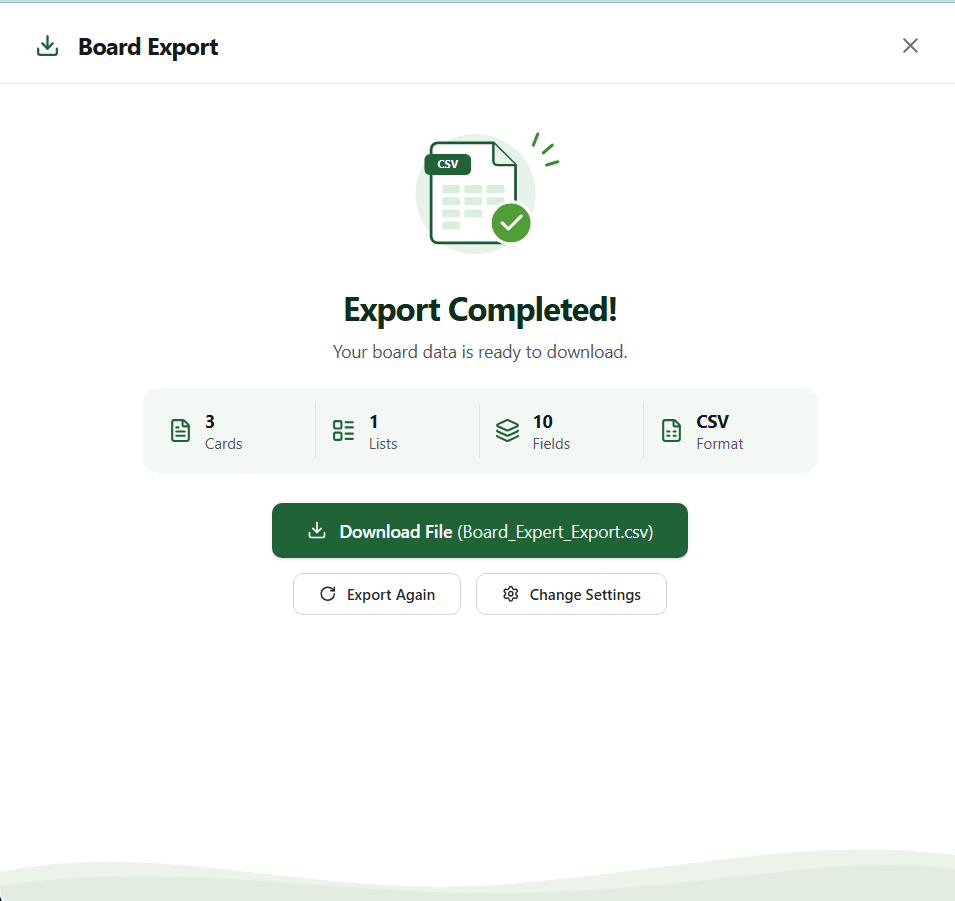 Board Export
CSV
Export Completed!
Your board data is ready to download.
3
Cards
1
Lists
10
Fields
CSV
Format
Download File (Board_Expert_Export.csv)
Export Again
Change Settings